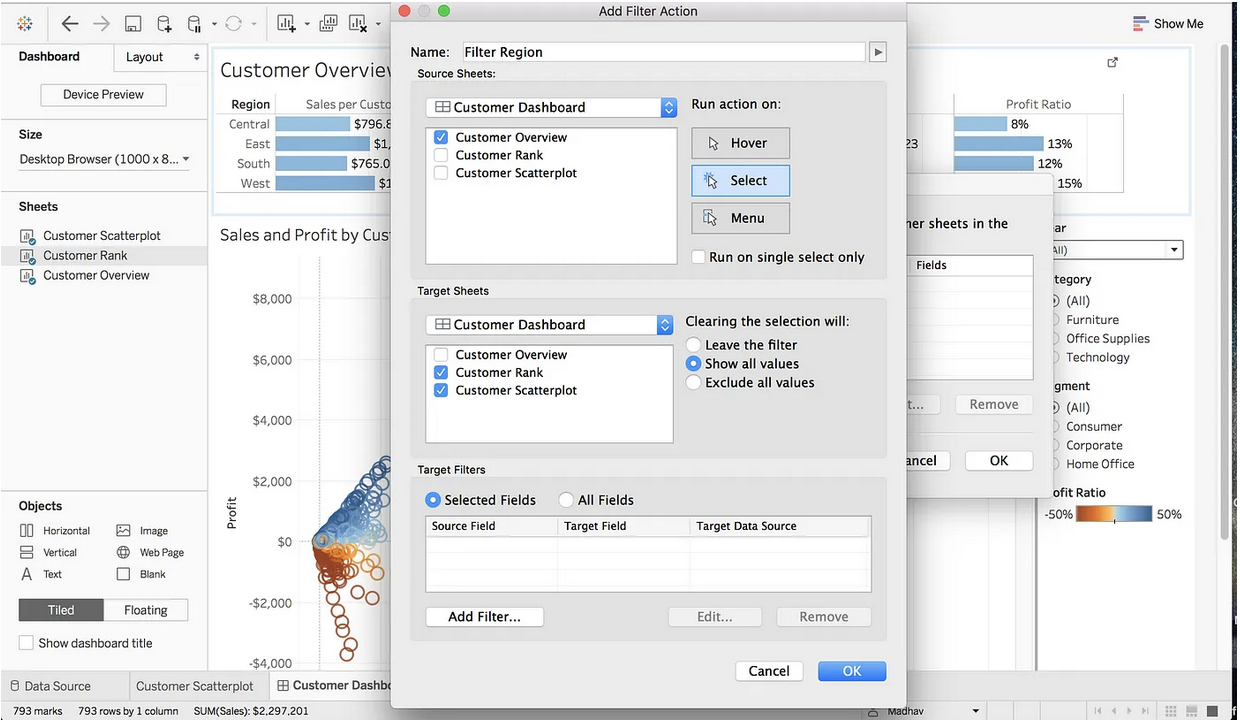 Add Filter Action
Show Me
Dashboard
Layout
Device Preview
Size
Desktop Browser (1000 x 8...
Sheets
Customer Scatterplot
Customer Rank
Customer Overview
Objects
Horizontal
Image
Vertical
Web Page
Text
Blank
Tiled
Floating
Show dashboard title
Customer Overview
Region
Sales per Custo
Central
$796.8
East
$1,
South
$765.0
West
$1
Sales and Profit by Cus
Profit
$8,000
$6,000
$4,000
$2,000
$0
-$2,000
-$4,000
Name:
Filter Region
Source Sheets:
Customer Dashboard
Customer Overview
Customer Rank
Customer Scatterplot
Run action on:
Hover
Select
Menu
Run on single select only
Target Sheets
Customer Dashboard
Customer Overview
Customer Rank
Customer Scatterplot
Clearing the selection will:
Leave the filter
Show all values
Exclude all values
Target Filters
Selected Fields
All Fields
Source Field
Target Field
Target Data Source
Add Filter...
Edit...
Remove
Cancel
OK
Profit Ratio
23
8%
13%
12%
15%
ner sheets in the
Fields
t...
Remove
ancel
OK
ar
All)
tegory
(All)
Furniture
Office Supplies
Technology
gment
(All)
Consumer
Corporate
Home Office
ofit Ratio
-50%
50%
Data Source
Customer Scatterplot
Customer Dashbo
793 marks
793 rows by 1 column
SUM(Sales): $2,297,201
Madhav